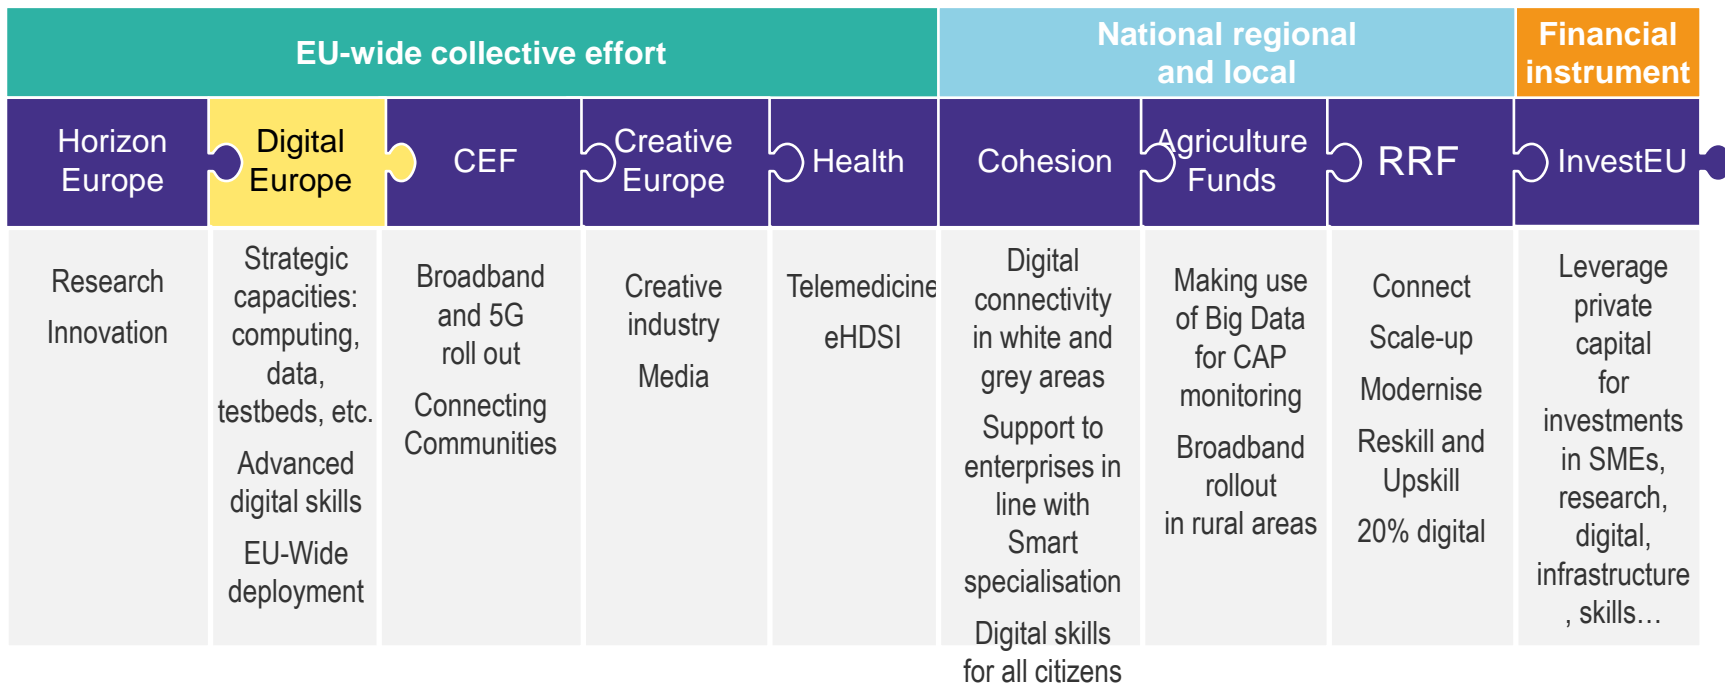 EU-wide collective effort
National regional
and local
Financial
instrument
Horizon
Europe
Digital
Europe
CEF
Creative
Europe
Health
Cohesion
Agriculture
Funds
RRF
InvestEU
Research
Innovation
Strategic
capacities:
computing,
data,
testbeds, etc.
Advanced
digital skills
EU-Wide
deployment
Broadband
and 5G
roll out
Connecting
Communities
Creative
industry
Media
Telemedicine
eHDSI
Digital
connectivity
in white and
grey areas
Support to
enterprises in
line with
Smart
specialisation
Digital skills
for all citizens
Making use
of Big Data
for CAP
monitoring
Broadband
rollout
in rural areas
Connect
Scale-up
Modernise
Reskill and
Upskill
20% digital
Leverage
private
capital
for
investments
in SMEs,
research,
digital,
infrastructure
, skills…